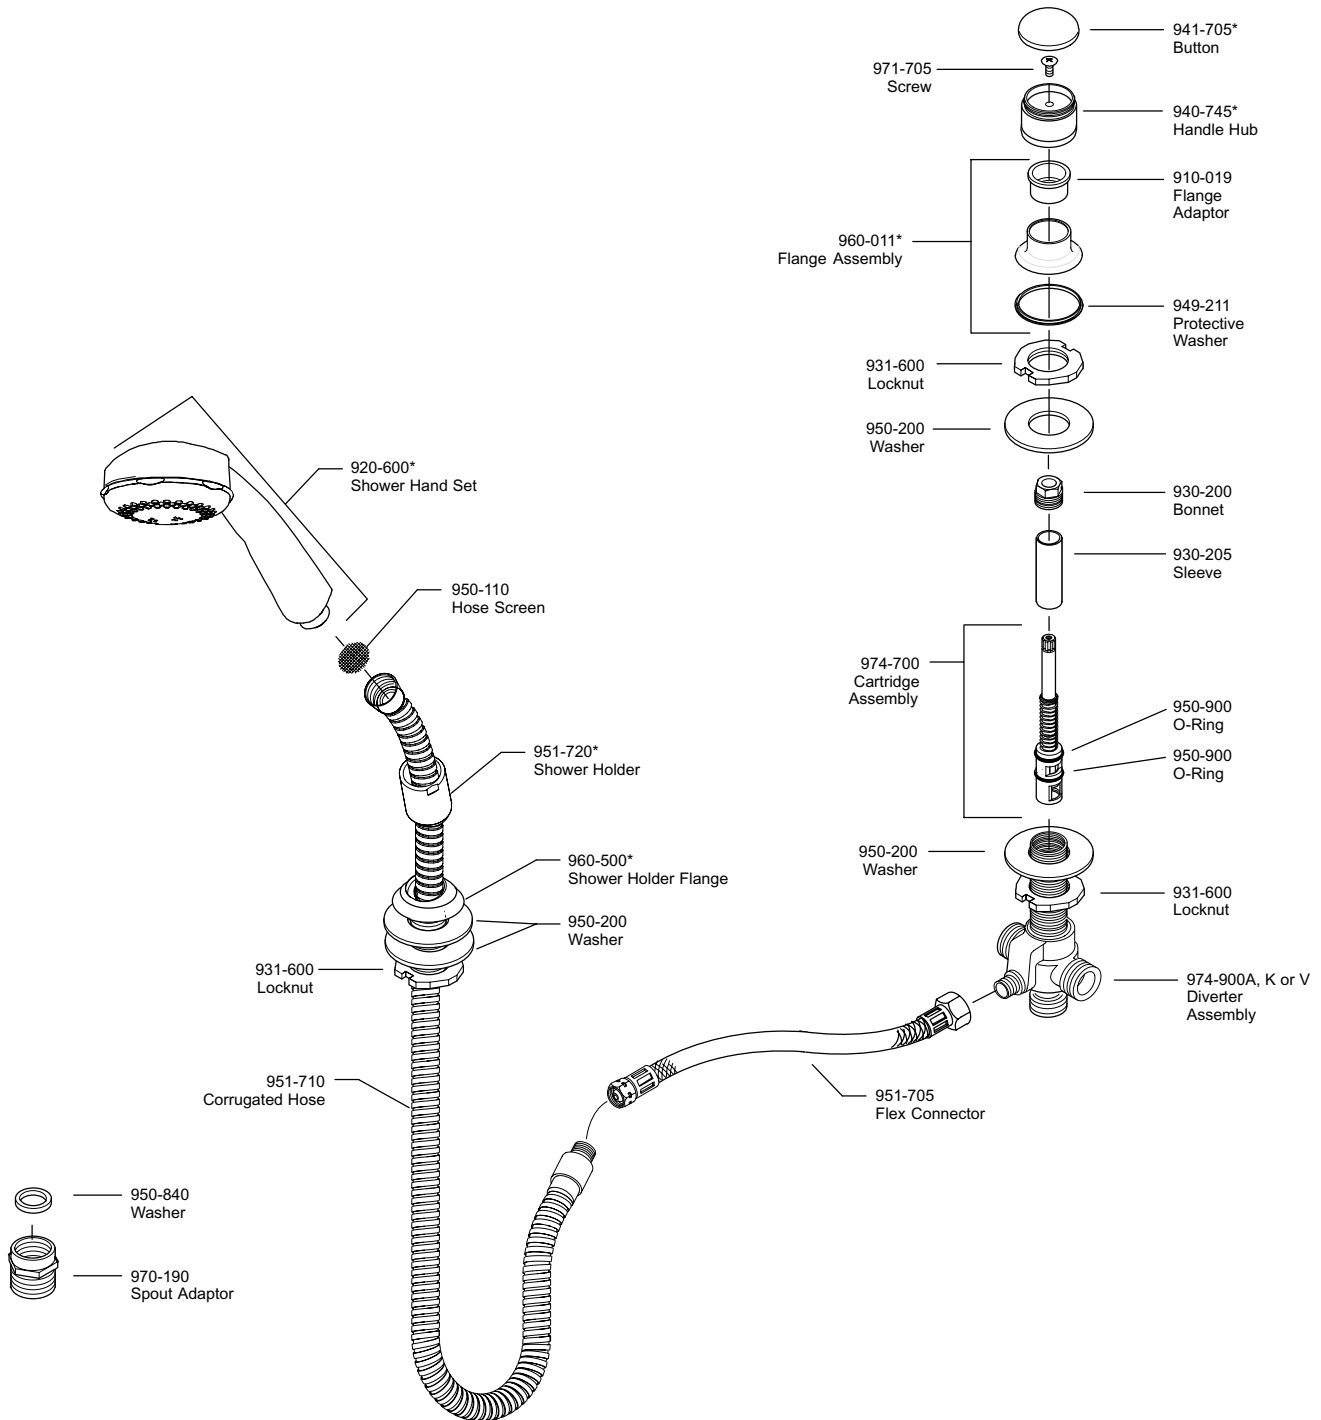 941-705*
Button
971-705
Screw
940-745*
Handle Hub
910-019
Flange
Adaptor
960-011*
Flange Assembly
949-211
Protective
Washer
931-600
Locknut
950-200
Washer
920-600*
Shower Hand Set
930-200
Bonnet
930-205
Sleeve
950-110
Hose Screen
974-700
Cartridge
Assembly
950-900
O-Ring
950-900
O-Ring
951-720*
Shower Holder
950-200
Washer
960-500*
Shower Holder Flange
931-600
Locknut
950-200
Washer
931-600
Locknut
974-900A, K or V
Diverter
Assembly
951-710
Corrugated Hose
951-705
Flex Connector
950-840
Washer
970-190
Spout Adaptor